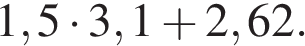 1,5 · 3,1 + 2,62.